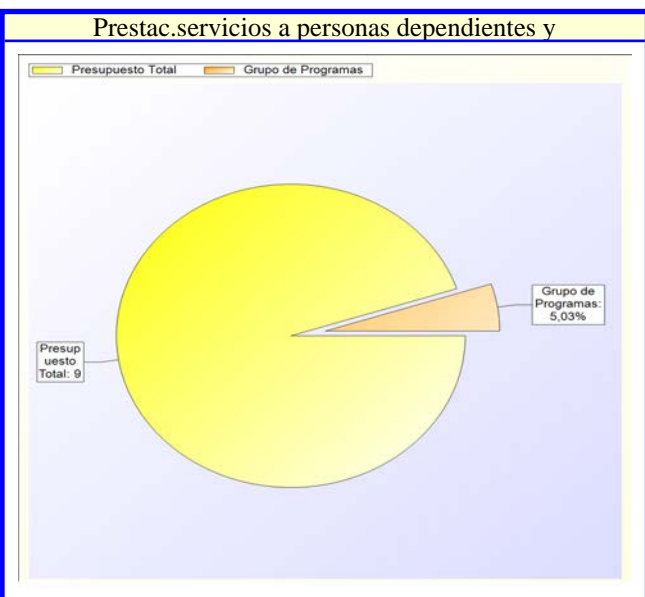 Prestac.servicios a personas dependientes y
Presupuesto Total Grupo de Programas
Grupo de
Programas:
5,03%
Presup
uesto
Total: 9